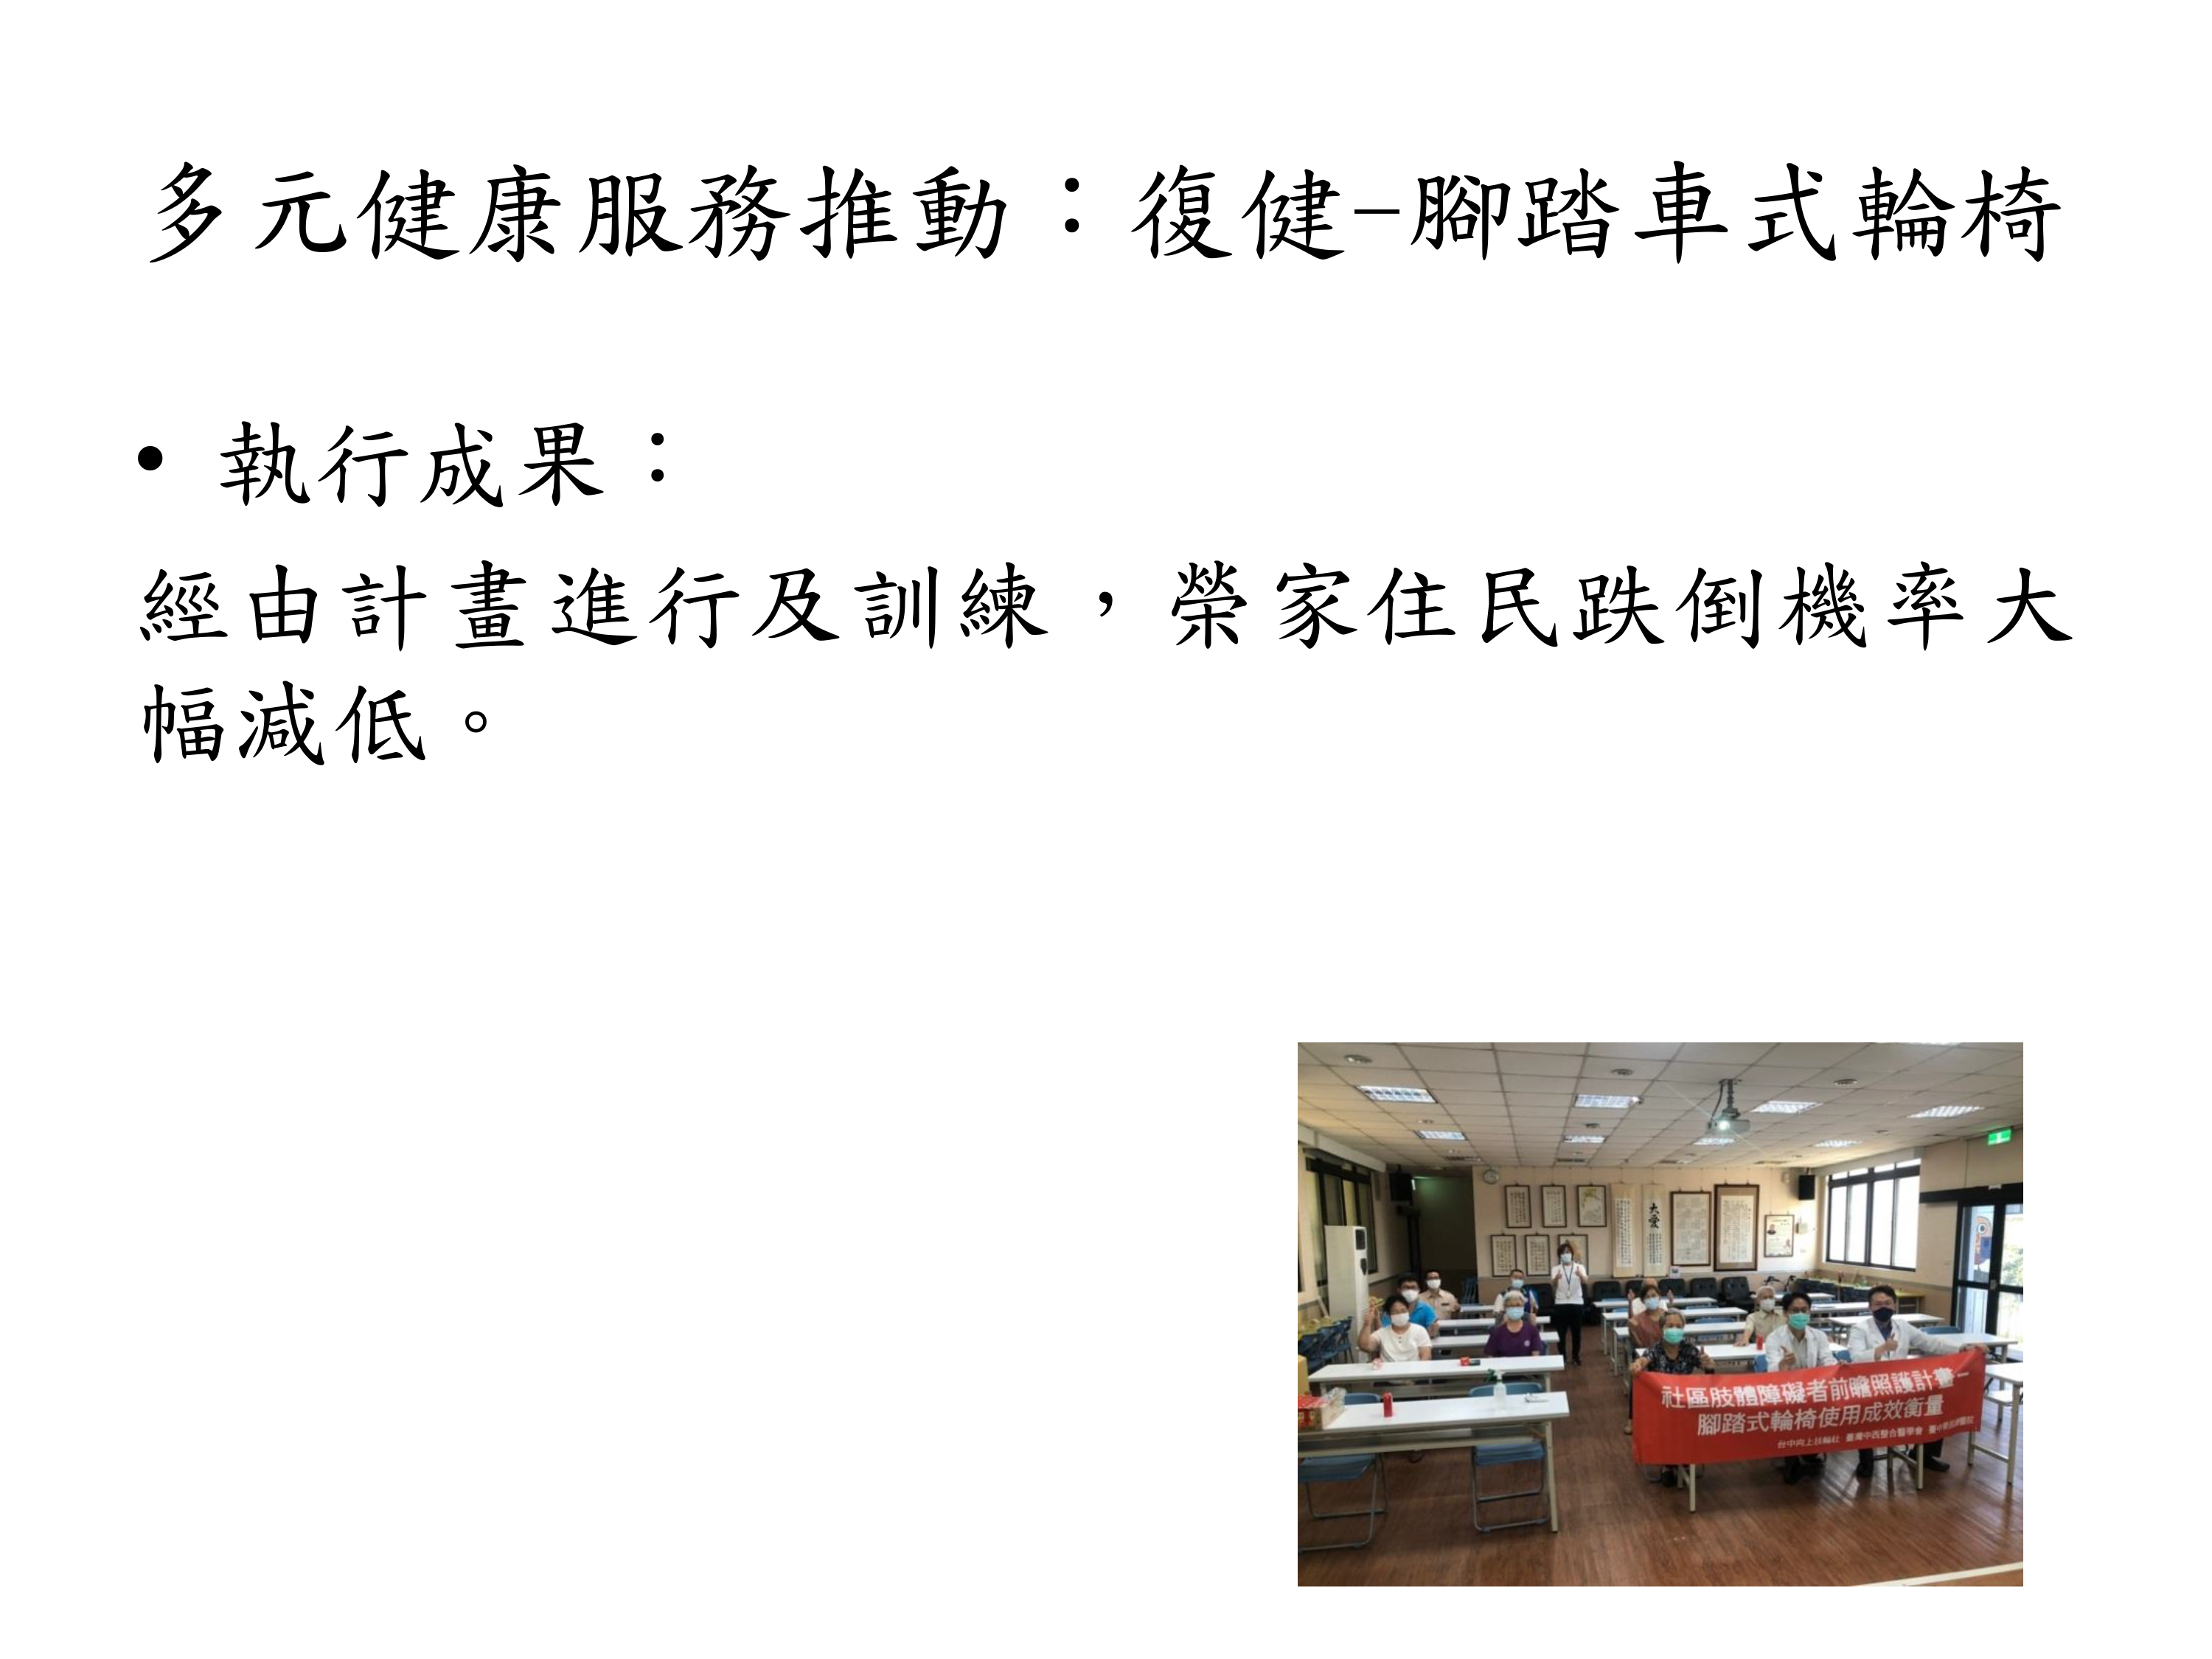 多元健康服務推動：復健-腳踏車式輪椅
• 執行成果：
經由計畫進行及訓練，榮家住民跌倒機率大
幅減低。
大愛
社區肢體障礙者前瞻照護計畫-
腳踏式輪椅使用成效衡量
台中向上扶輪社 臺灣中西整合醫學會